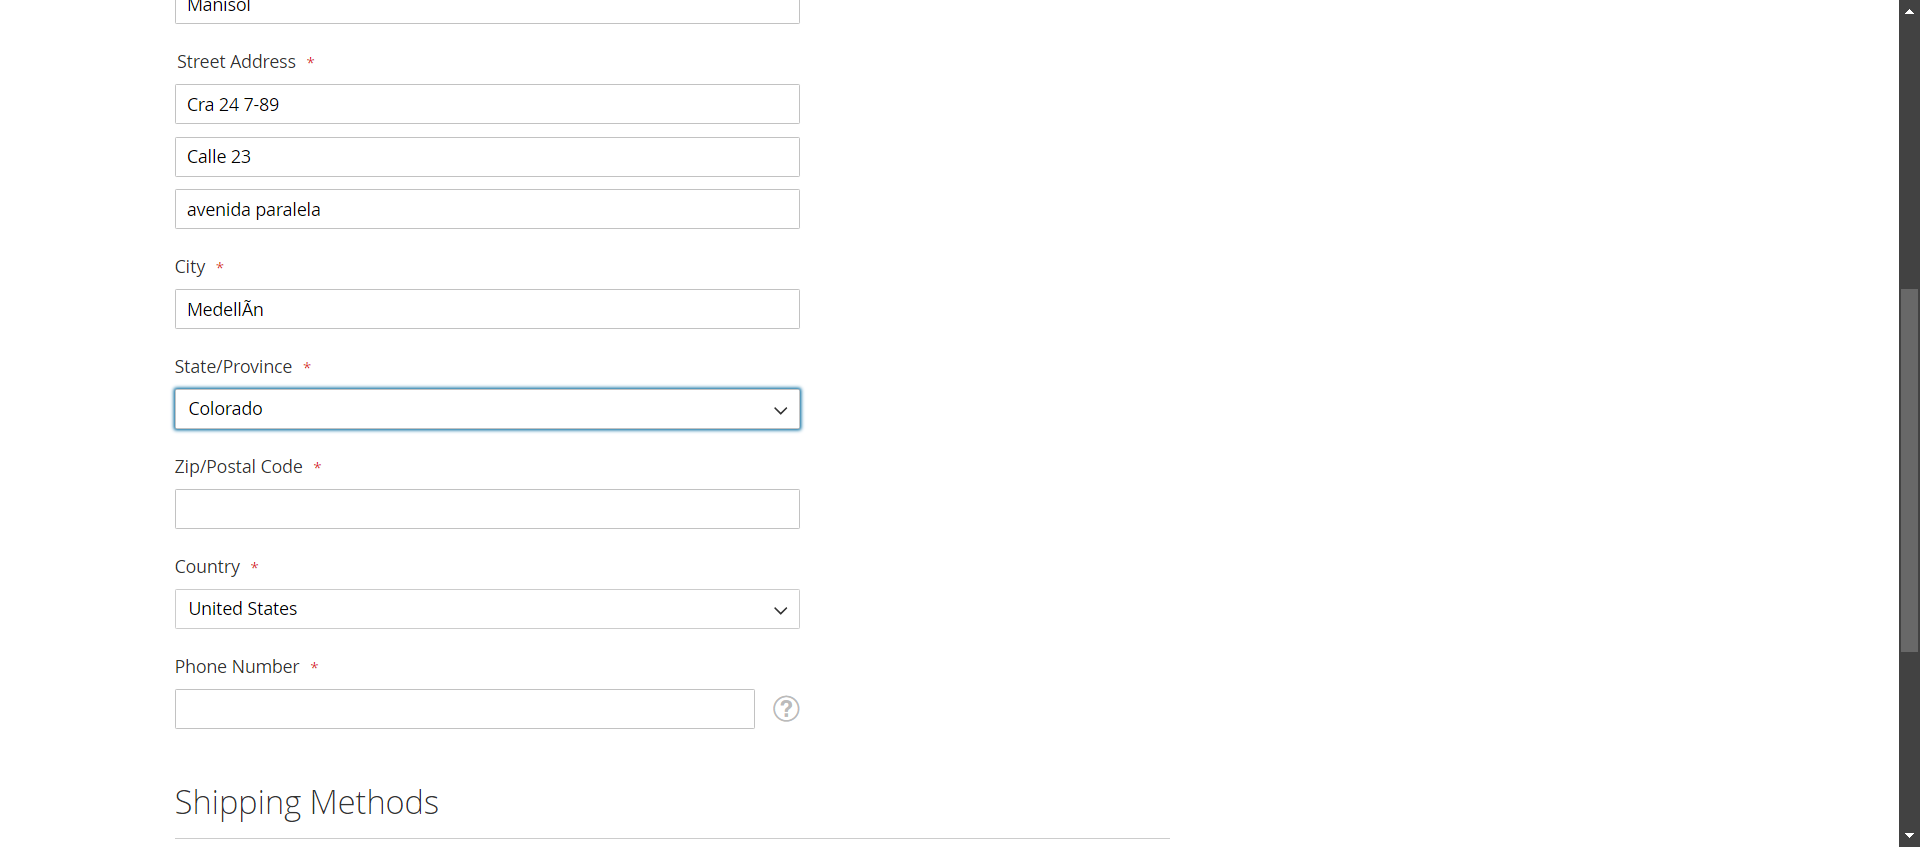 Manisol
Street Address *
Cra 24 7-89
Calle 23
avenida paralela
City *
MedellÃn
State/Province *
Colorado
Zip/Postal Code *
Country *
United States
Phone Number *
?
Shipping Methods